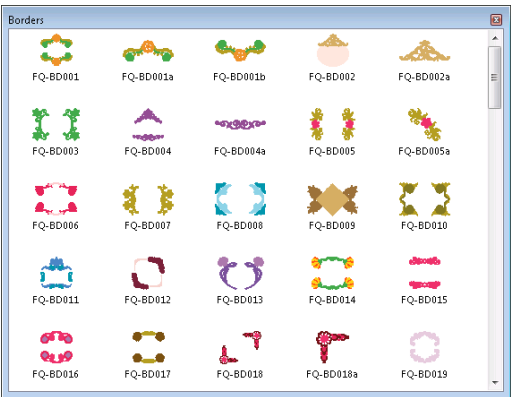 Borders
FQ-BD001 FQ-BD001a FQ-BD001b FQ-BD002 FQ-BD002a
FQ-BD003 FQ-BD004 FQ-BD004a FQ-BD005 FQ-BD005a
FQ-BD006 FQ-BD007 FQ-BD008 FQ-BD009 FQ-BD010
FQ-BD011 FQ-BD012 FQ-BD013 FQ-BD014 FQ-BD015
FQ-BD016 FQ-BD017 FQ-BD018 FQ-BD018a FQ-BD019